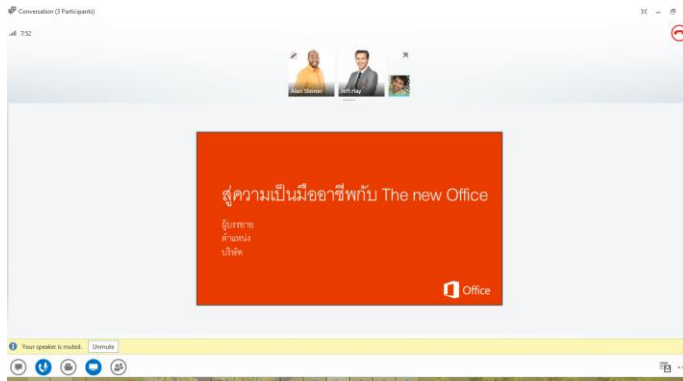 Conversation (3 Participants)
7:52
Alan Steiner
Jeff Hay
สู่ความเป็นมืออาชีพกับ The new Office
ผู้บรรยาย
ตำแหน่ง
บริษัท
Office
Your speaker is muted. Unmute